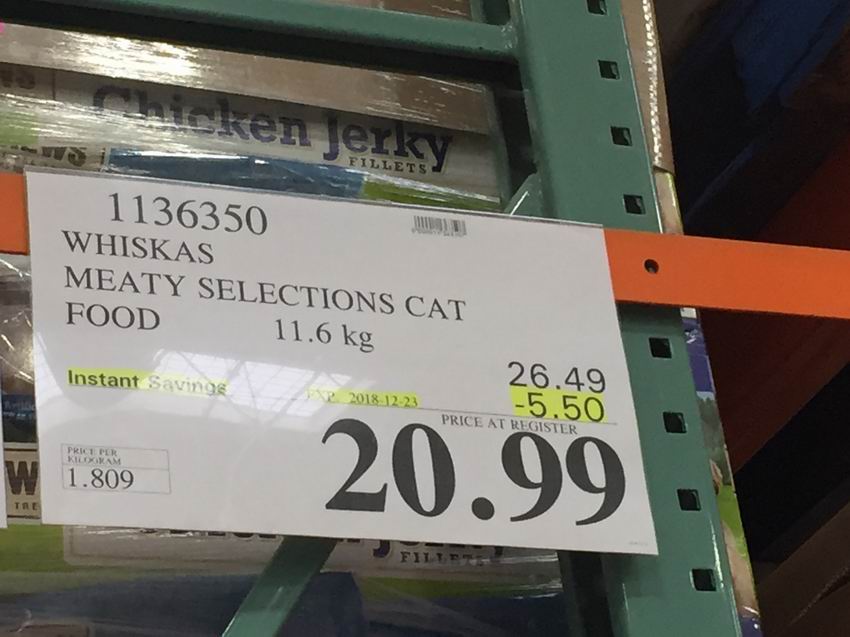 Chicken Jerky
FILLETS
1136350
WHISKAS
MEATY SELECTIONS CAT
FOOD 11.6 kg
26.49
Instant Savings EXP. 2018-12-23 -5.50
PRICE AT REGISTER
20.99
PRICE PER
KILOGRAM
1.809
W
TRE
FILLETS